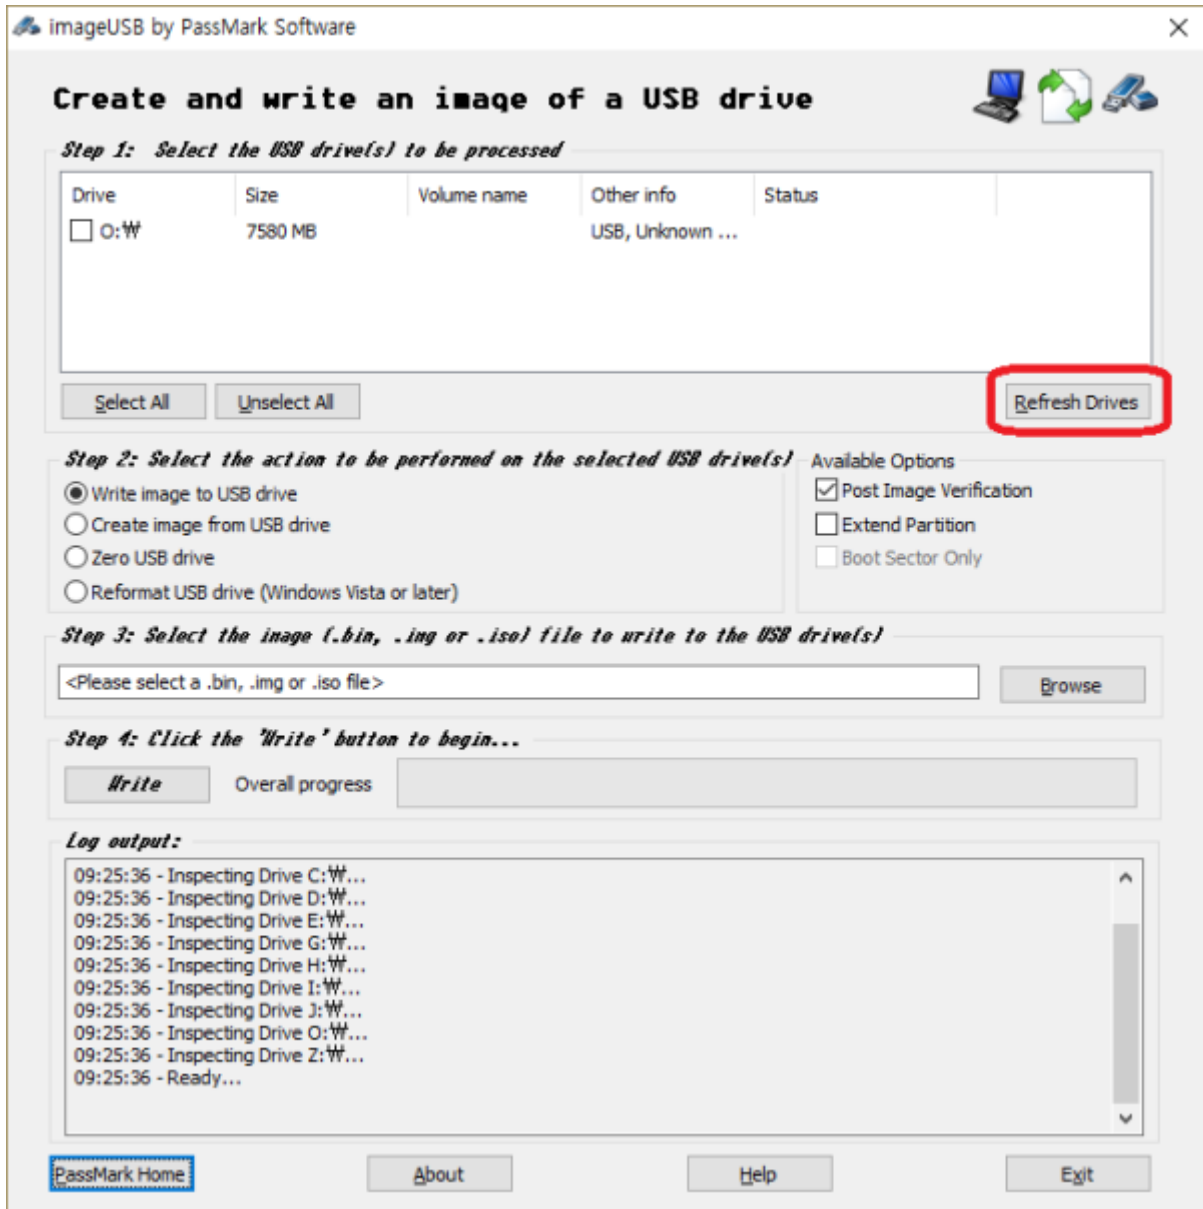 imageUSB by PassMark Software
Create and write an image of a USB drive
Step 1: Select the USB drive(s) to be processed
Drive Size Volume name Other info Status
O:₩ 7580 MB USB, Unknown ...
Select All Unselect All Refresh Drives
Step 2: Select the action to be performed on the selected USB drive(s) Available Options
Write image to USB drive Post Image Verification
Create image from USB drive Extend Partition
Zero USB drive Boot Sector Only
Reformat USB drive (Windows Vista or later)
Step 3: Select the image (.bin, .img or .iso) file to write to the USB drive(s)
<Please select a .bin, .img or .iso file> Browse
Step 4: Click the 'Write' button to begin...
Write Overall progress
Log output:
09:25:36 - Inspecting Drive C:₩...
09:25:36 - Inspecting Drive D:₩...
09:25:36 - Inspecting Drive E:₩...
09:25:36 - Inspecting Drive G:₩...
09:25:36 - Inspecting Drive H:₩...
09:25:36 - Inspecting Drive I:₩...
09:25:36 - Inspecting Drive J:₩...
09:25:36 - Inspecting Drive O:₩...
09:25:36 - Inspecting Drive Z:₩...
09:25:36 - Ready...
PassMark Home About Help Exit